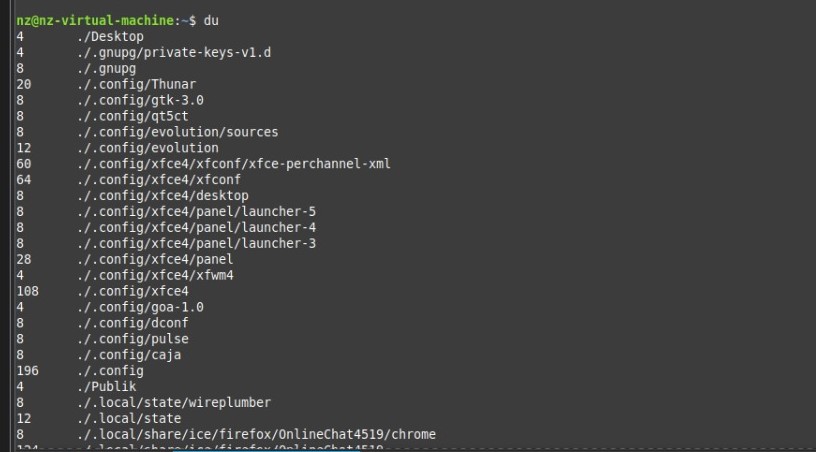 nz@nz-virtual-machine:~$ du
4 ./Desktop
4 ./.gnupg/private-keys-v1.d
8 ./.gnupg
20 ./.config/Thunar
8 ./.config/gtk-3.0
8 ./.config/qt5ct
8 ./.config/evolution/sources
12 ./.config/evolution
60 ./.config/xfce4/xfconf/xfce-perchannel-xml
64 ./.config/xfce4/xfconf
8 ./.config/xfce4/desktop
8 ./.config/xfce4/panel/launcher-5
8 ./.config/xfce4/panel/launcher-4
8 ./.config/xfce4/panel/launcher-3
28 ./.config/xfce4/panel
4 ./.config/xfce4/xfwm4
108 ./.config/xfce4
4 ./.config/goa-1.0
8 ./.config/dconf
8 ./.config/pulse
8 ./.config/caja
196 ./.config
4 ./Publik
8 ./.local/state/wireplumber
12 ./.local/state
8 ./.local/share/ice/firefox/OnlineChat4519/chrome
./.local/share/ice/firefox/OnlineChat4519